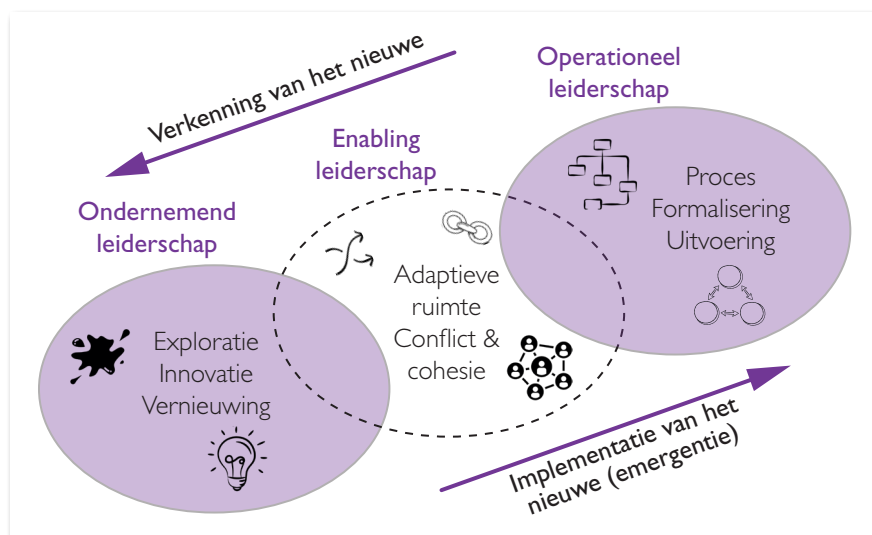 Verkenning van het nieuwe
Operationeel
leiderschap
Enabling
leiderschap
Ondernemend
leiderschap
Proces
Formalisering
Uitvoering
Adaptieve
ruimte
Conflict &
cohesie
Exploratie
Innovatie
Vernieuwing
Implementatie van het
nieuwe (emergentie)